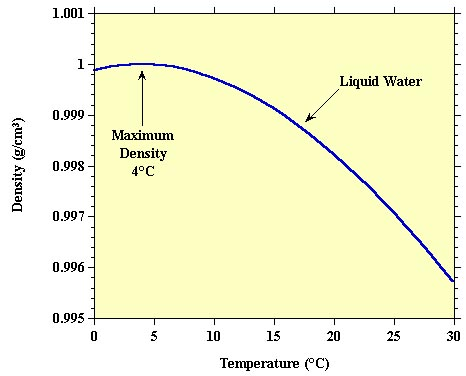 1.001
1
0.999
0.998
0.997
0.996
0.995
Density (g/cm³)
Liquid Water
Maximum
Density
4°C
0 5 10 15 20 25 30
Temperature (°C)